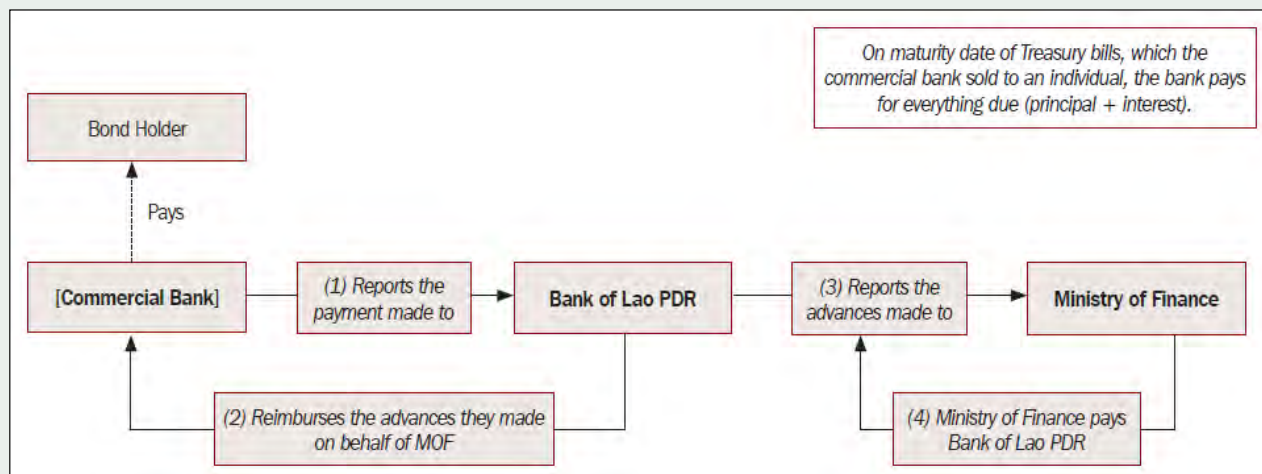 On maturity date of Treasury bills, which the
commercial bank sold to an individual, the bank pays
for everything due (principal + interest).
Bond Holder
Pays
[Commercial Bank]
(1) Reports the
payment made to
Bank of Lao PDR
(3) Reports the
advances made to
Ministry of Finance
(2) Reimburses the advances they made
on behalf of MOF
(4) Ministry of Finance pays
Bank of Lao PDR